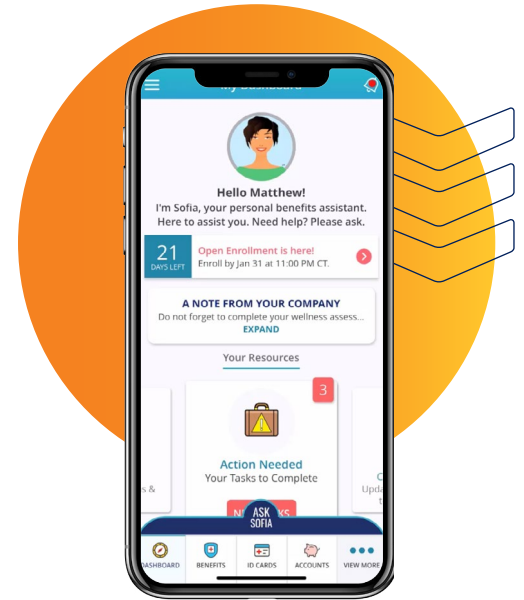 My Dashboard
Hello Matthew!
I'm Sofia, your personal benefits assistant.
Here to assist you. Need help? Please ask.
21
DAYS LEFT
Open Enrollment is here!
Enroll by Jan 31 at 11:00 PM CT.
A NOTE FROM YOUR COMPANY
Do not forget to complete your wellness assess...
EXPAND
Your Resources
3
Action Needed
Your Tasks to Complete
s &
Upda
ASK
SOFIA
DASHBOARD
BENEFITS
ID CARDS
ACCOUNTS
VIEW MORE